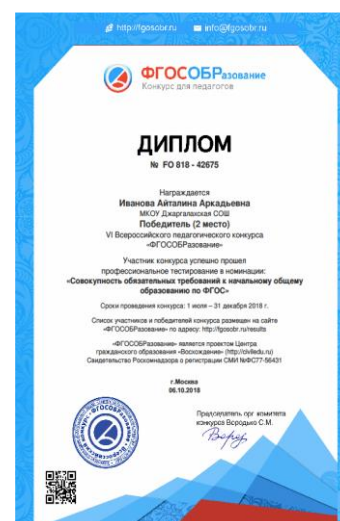 http://fgosobr.ru info@fgosobr.ru
ФГОСОБРазование
Конкурс для педагогов
ДИПЛОМ
№ FO 818 - 42675
Награждается
Иванова Айталина Аркадьевна
МКОУ Джаргалахская СОШ
Победитель (2 место)
VI Всероссийского педагогического конкурса
«ФГОСОБРазование»
Участник конкурса успешно прошел
профессиональное тестирование в номинации:
«Совокупность обязательных требований к начальному общему
образованию по ФГОС»
Сроки проведения конкурса: 1 июля – 31 декабря 2018 г.
Список участников и победителей конкурса размещен на сайте
«ФГОСОБРазование» по адресу: http://fgosobr.ru/results
«ФГОСОБРазование» является проектом Центра
гражданского образования «Восхождение» (http://civiledu.ru)
Свидетельство Роскомнадзора о регистрации СМИ №ФС77-56431
г.Москва
06.10.2018
Председатель орг комитета
конкурса Вородько С.М.